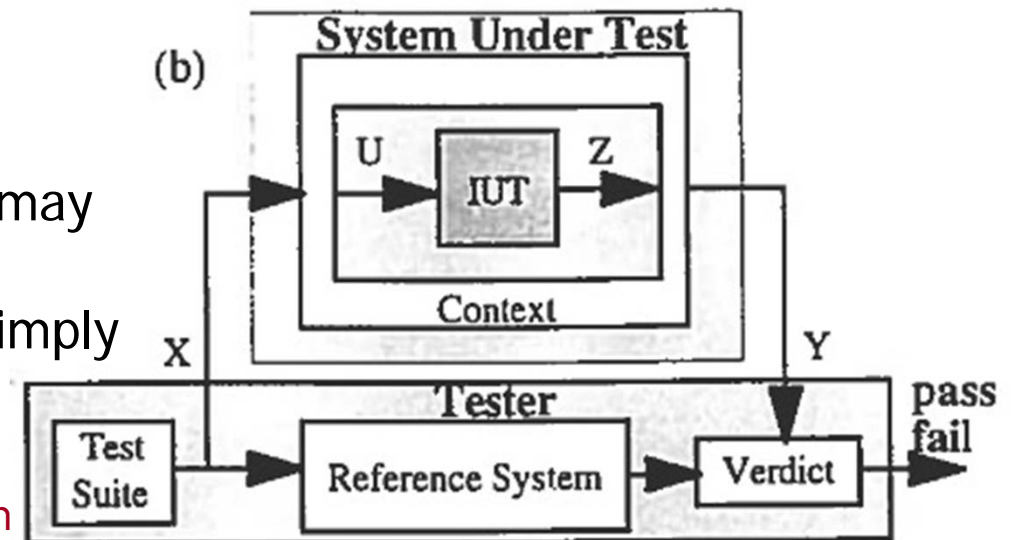 System Under Test
(b)
U
Z
IUT
may
Context
imply
X
Y
Tester
pass
fail
Test
Suite
Reference System
Verdict
n